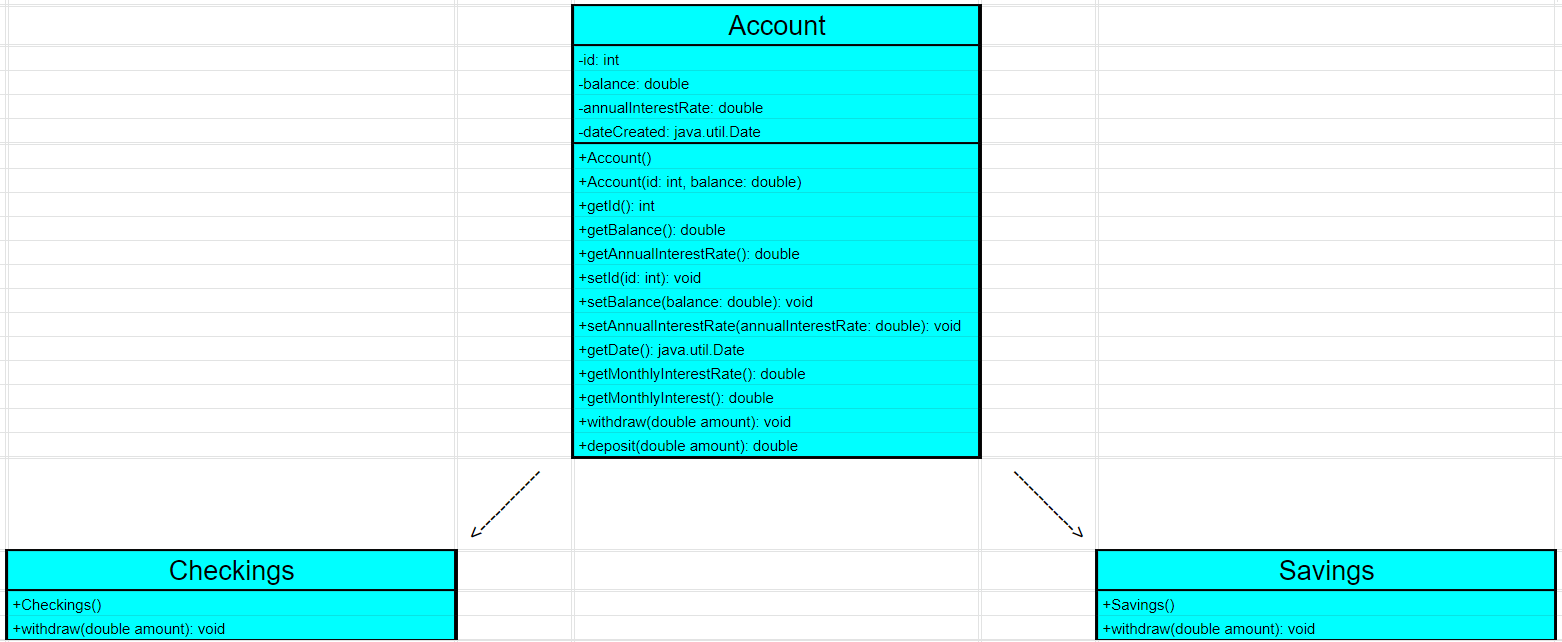 Account
-id: int
-balance: double
-annualInterestRate: double
-dateCreated: java.util.Date
+Account()
+Account(id: int, balance: double)
+getId(): int
+getBalance(): double
+getAnnualInterestRate(): double
+setId(id: int): void
+setBalance(balance: double): void
+setAnnualInterestRate(annualInterestRate: double): void
+getDate(): java.util.Date
+getMonthlyInterestRate(): double
+getMonthlyInterest(): double
+withdraw(double amount): void
+deposit(double amount): double
Checkings
+Checkings()
+withdraw(double amount): void
Savings
+Savings()
+withdraw(double amount): void